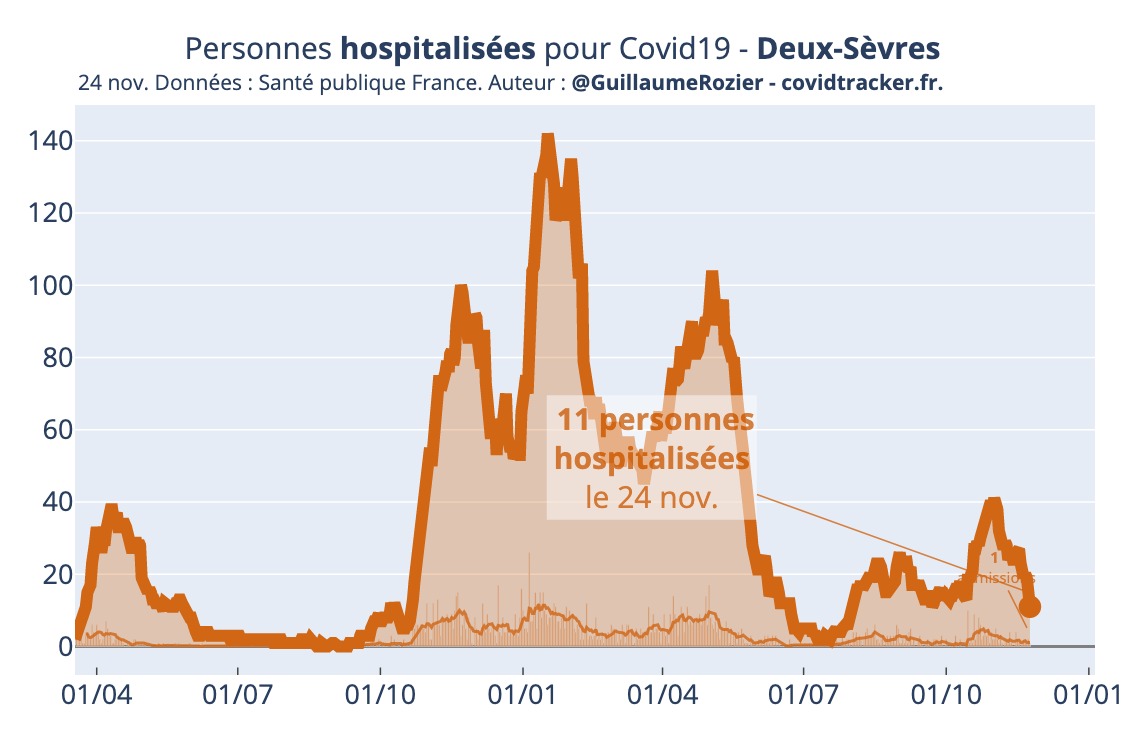 Personnes hospitalisées pour Covid19 - Deux-Sèvres
24 nov. Données : Santé publique France. Auteur : @GuillaumeRozier - covidtracker.fr.
140
120
100
80
60
40
20
0
11 personnes
hospitalisées
le 24 nov.
1
admissions
01/04 01/07 01/10 01/01 01/04 01/07 01/10 01/01